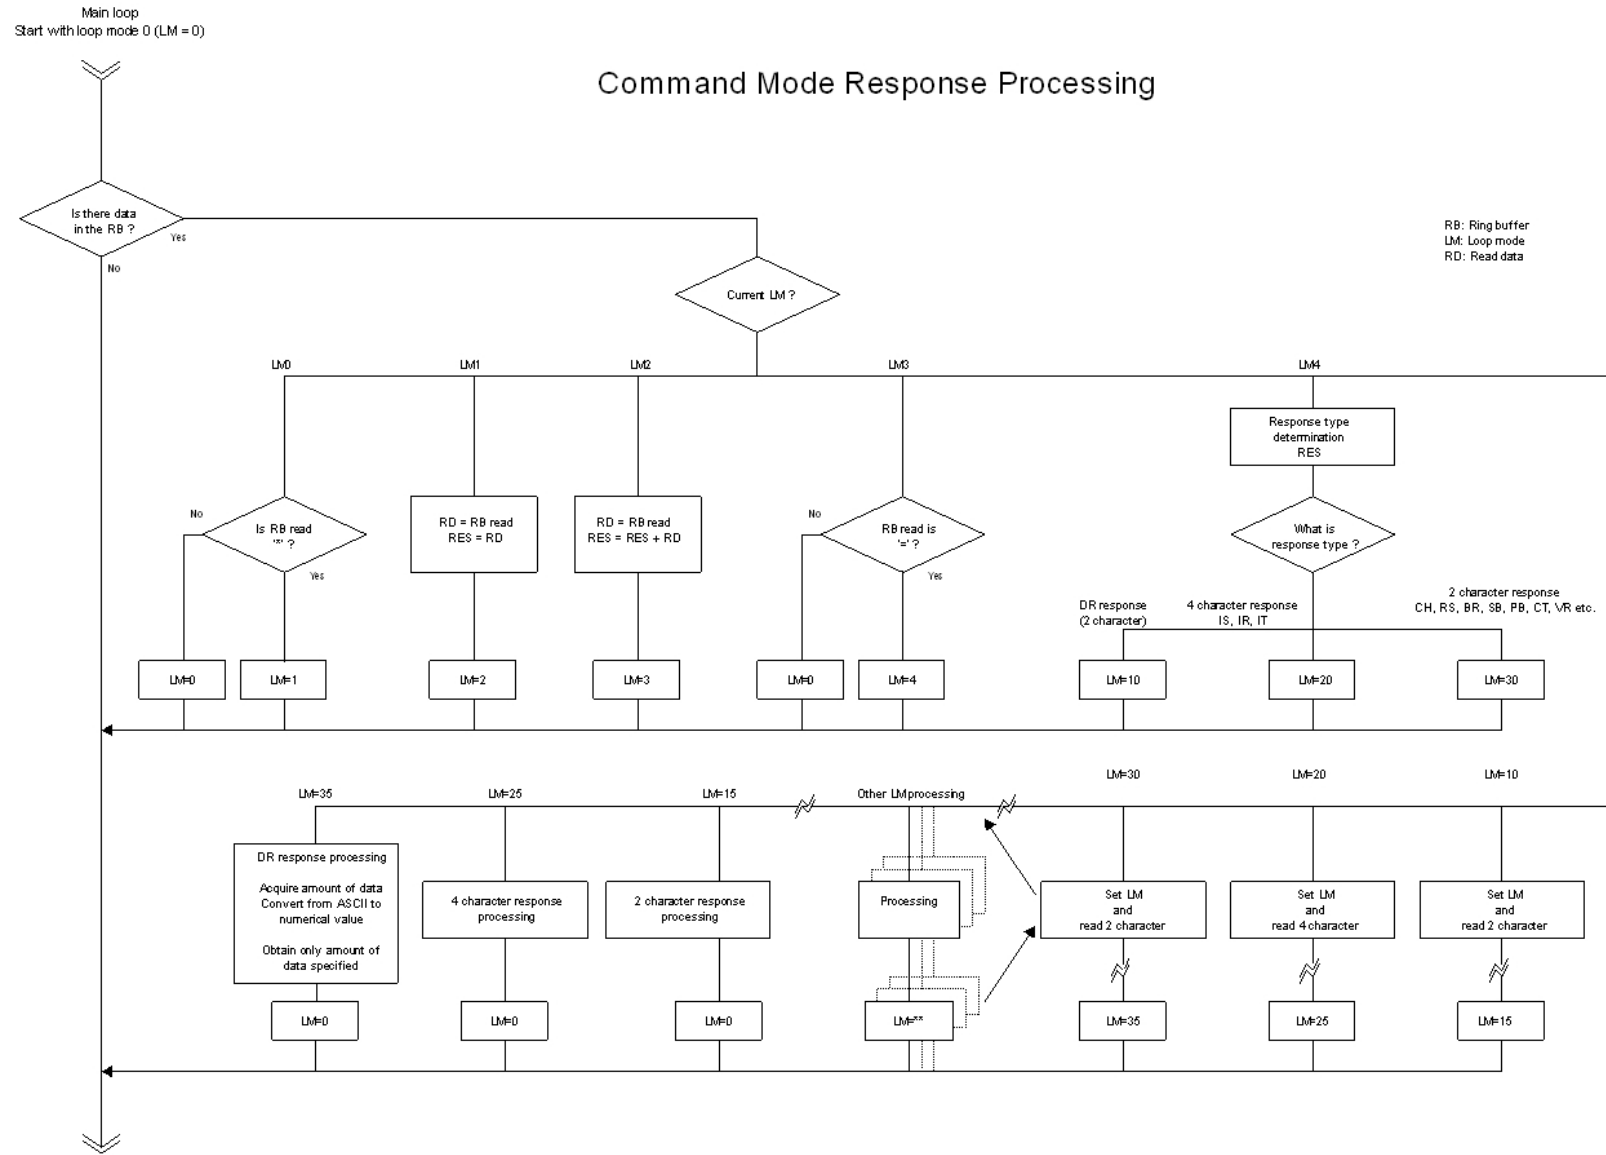 Main loop
Start with loop mode 0 (LM = 0)
Command Mode Response Processing
Is there data
in the RB ?
Yes
No
RB: Ring buffer
LM: Loop mode
RD: Read data
Current LM ?
LM0
LM1
LM2
LM3
LM4
Response type
determination
RES
No
Is RB read
'*' ?
Yes
RD = RB read
RES = RD
RD = RB read
RES = RES + RD
No
RB read is
'=' ?
Yes
What is
response type ?
DR response
(2 character)
4 character response
IS, IR, IT
2 character response
CH, RS, BR, SB, PB, CT, VR etc.
LM=0
LM=1
LM=2
LM=3
LM=0
LM=4
LM=10
LM=20
LM=30
LM=35
LM=25
LM=15
Other LM processing
LM=30
LM=20
LM=10
DR response processing
Acquire amount of data
Convert from ASCII to
numerical value
Obtain only amount of
data specified
4 character response
processing
2 character response
processing
Processing
Set LM
and
read 2 character
Set LM
and
read 4 character
Set LM
and
read 2 character
LM=0
LM=0
LM=0
LM=**
LM=35
LM=25
LM=15